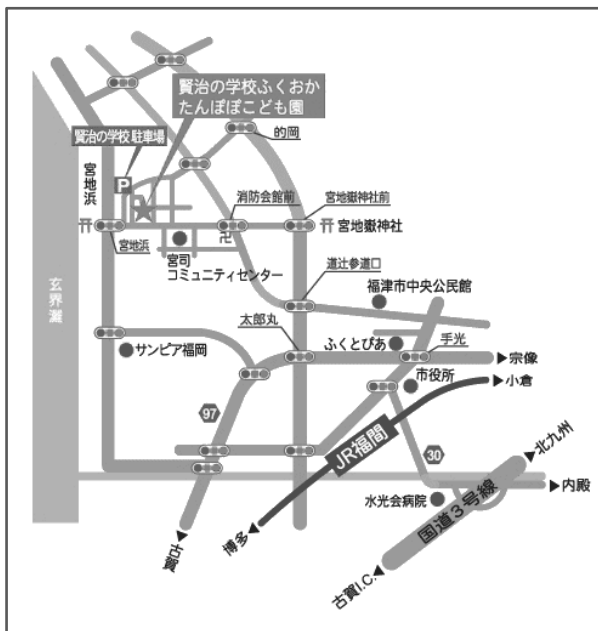 賢治の学校ふくおか
たんぽぽこども園
的岡
賢治の学校 駐車場
P
宮地浜
消防会館前
宮地嶽神社前
宮地嶽神社
卍
宮地浜
宮司
コミュニティセンター
道辻参道口
福津市中央公民館
玄界灘
太郎丸
ふくとぴあ
手光
サンピア福岡
宗像
市役所
小倉
97
JR福間
30
北九州
内殿
水光会病院
国道3号線
博多
古賀
古賀I.C.